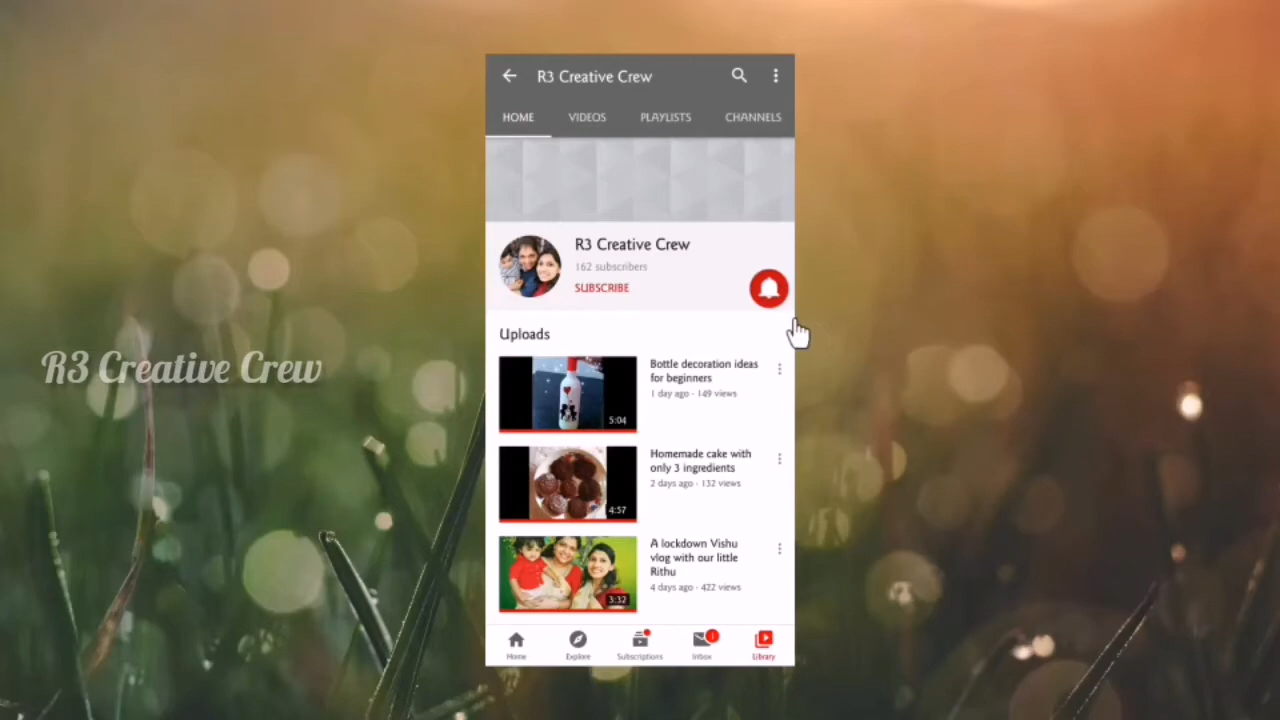 R3 Creative Crew
HOME VIDEOS PLAYLISTS CHANNELS
R3 Creative Crew
162 subscribers
SUBSCRIBE
Uploads
Bottle decoration ideas
for beginners
1 day ago · 149 views
5:04
Homemade cake with
only 3 ingredients
2 days ago · 132 views
4:57
A lockdown Vishu
vlog with our little
Rithu
4 days ago · 422 views
3:32
Home Explore Subscriptions Inbox 1 Library
R3 Creative Crew